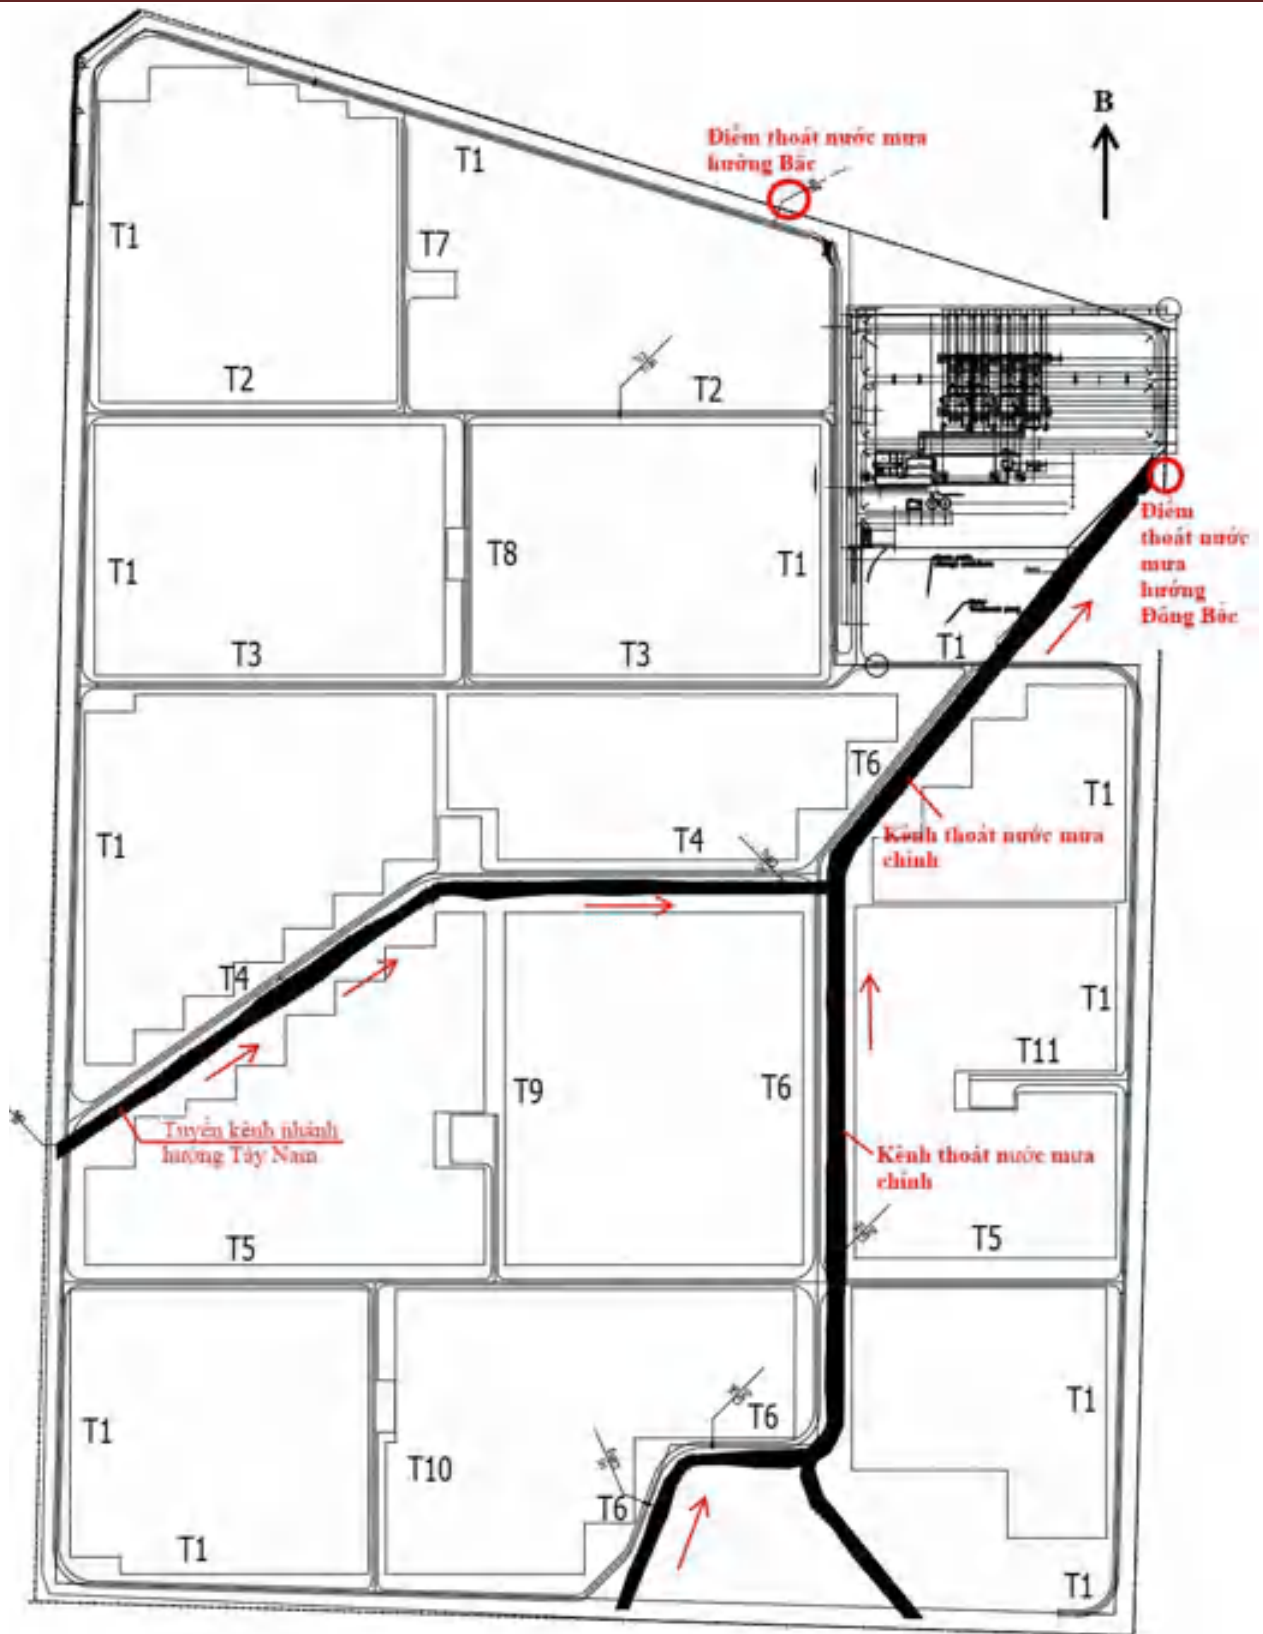 B
Điểm thoát nước mưa
hướng Bắc
T1
T1
T7
T2
T2
Điểm
thoát nước
mưa
hướng
Đông Bắc
T1
T8
T1
T3
T3
T1
T6
T1
T1
T4
Kênh thoát nước mưa
chính
T4
T1
T11
T9
T6
Tuyến kênh nhánh
hướng Tây Nam
Kênh thoát nước mưa
chính
T5
T5
T1
T6
T1
T10
T6
T1
T1